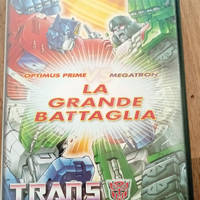 OPTIMUS PRIME MEGATRON
LA
GRANDE
BATTAGLIA
TRANS